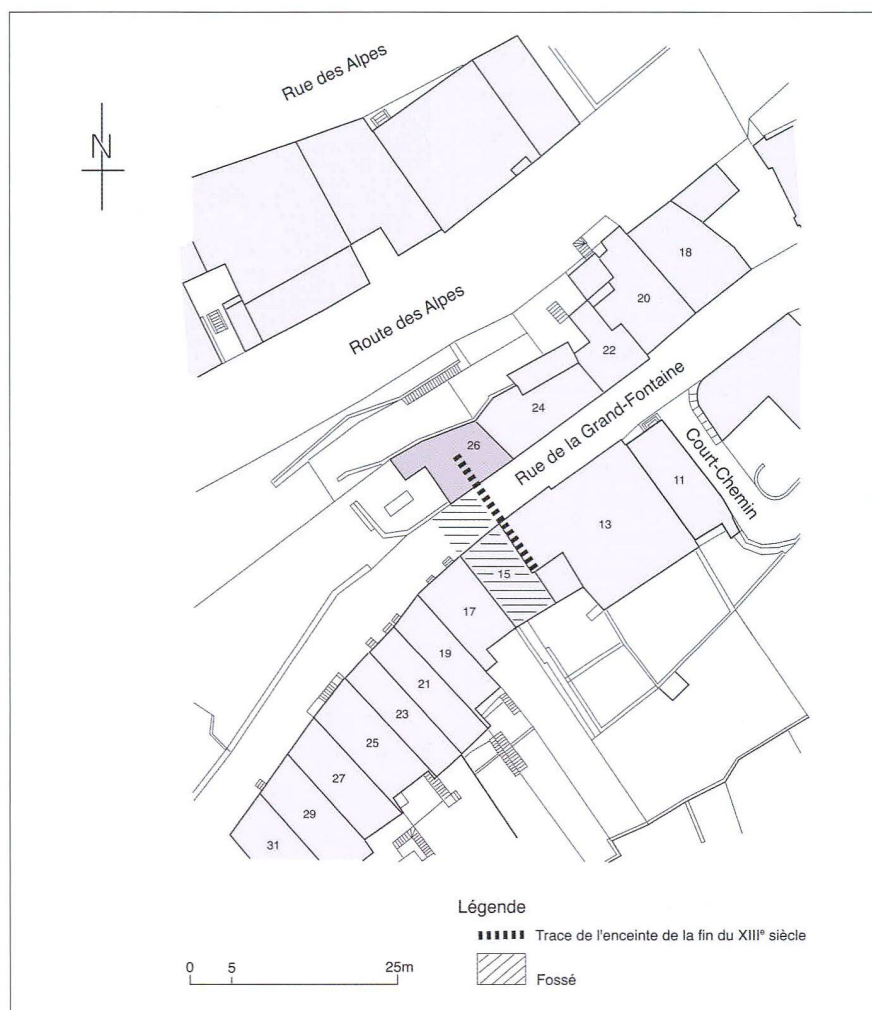 Rue des Alpes
N
Route des Alpes
18
20
22
24
26
Rue de la Grand-Fontaine
Court-Chemin
11
13
15
17
19
21
23
25
27
29
31
Légende
Trace de l'enceinte de la fin du XIIIe siècle
Fossé
0 5 25m